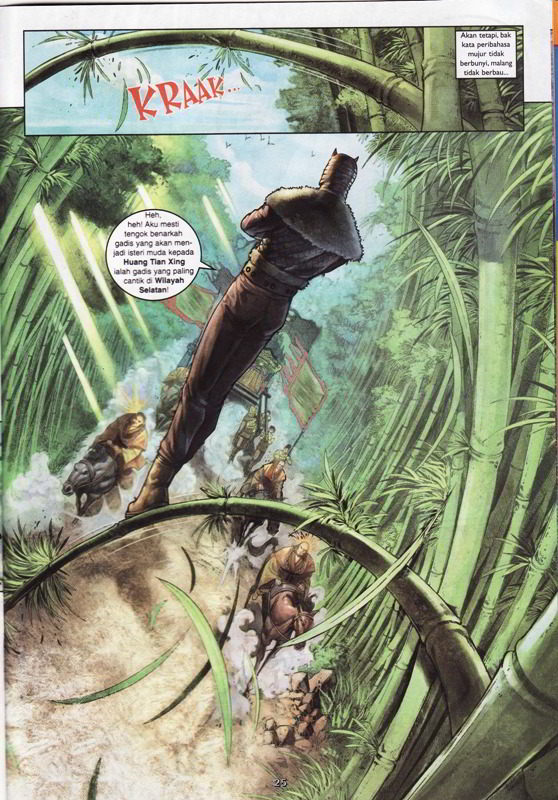 Akan tetapi, bak
kata peribahasa
mujur tidak
berbunyi, malang
tidak berbau...
KRAAK...
Heh,
heh! Aku mesti
tengok benarkah
gadis yang akan men-
jadi isteri muda kepada
Huang Tian Xing
ialah gadis yang paling
cantik di Wilayah
Selatan!
25